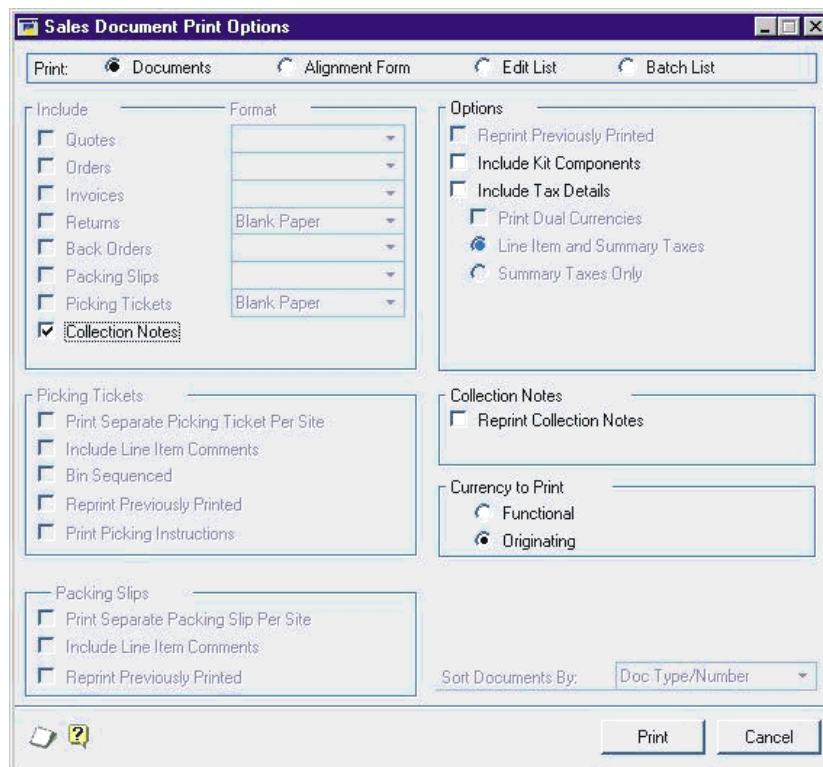 Sales Document Print Options
Print: Documents Alignment Form Edit List Batch List
Include Format
Quotes
Orders
Invoices
Returns Blank Paper
Back Orders
Packing Slips
Picking Tickets Blank Paper
Collection Notes
Options
Reprint Previously Printed
Include Kit Components
Include Tax Details
Print Dual Currencies
Line Item and Summary Taxes
Summary Taxes Only
Picking Tickets
Print Separate Picking Ticket Per Site
Include Line Item Comments
Bin Sequenced
Reprint Previously Printed
Print Picking Instructions
Collection Notes
Reprint Collection Notes
Currency to Print
Functional
Originating
Packing Slips
Print Separate Packing Slip Per Site
Include Line Item Comments
Reprint Previously Printed
Sort Documents By: Doc Type/Number
Print Cancel